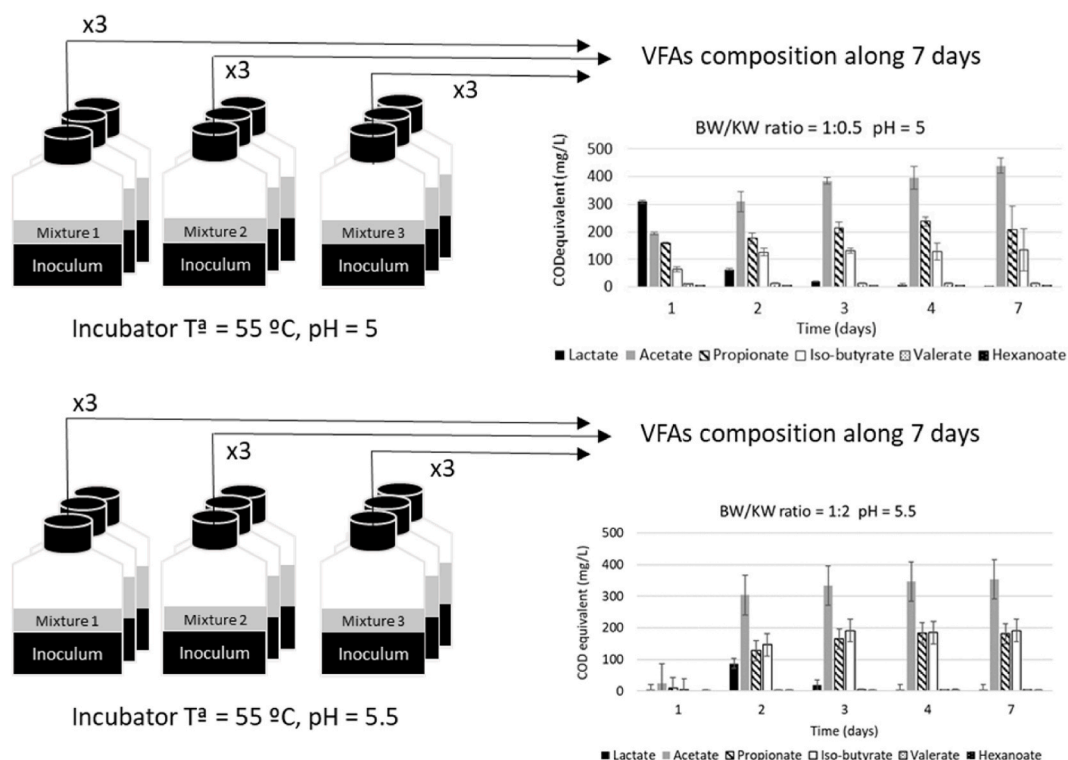 x3
x3
x3
VFAs composition along 7 days
Mixture 1
Inoculum
Mixture 2
Inoculum
Mixture 3
Inoculum
Incubator Tª = 55 ºC, pH = 5
BW/KW ratio = 1:0.5 pH = 5
CODequivalent (mg/L)
500
400
300
200
100
0
1 2 3 4 7
Time (days)
Lactate Acetate Propionate Iso-butyrate Valerate Hexanoate
x3
x3
x3
VFAs composition along 7 days
Mixture 1
Inoculum
Mixture 2
Inoculum
Mixture 3
Inoculum
Incubator Tª = 55 ºC, pH = 5.5
BW/KW ratio = 1:2 pH = 5.5
COD equivalent (mg/L)
500
400
300
200
100
0
1 2 3 4 7
Time (days)
Lactate Acetate Propionate Iso-butyrate Valerate Hexanoate